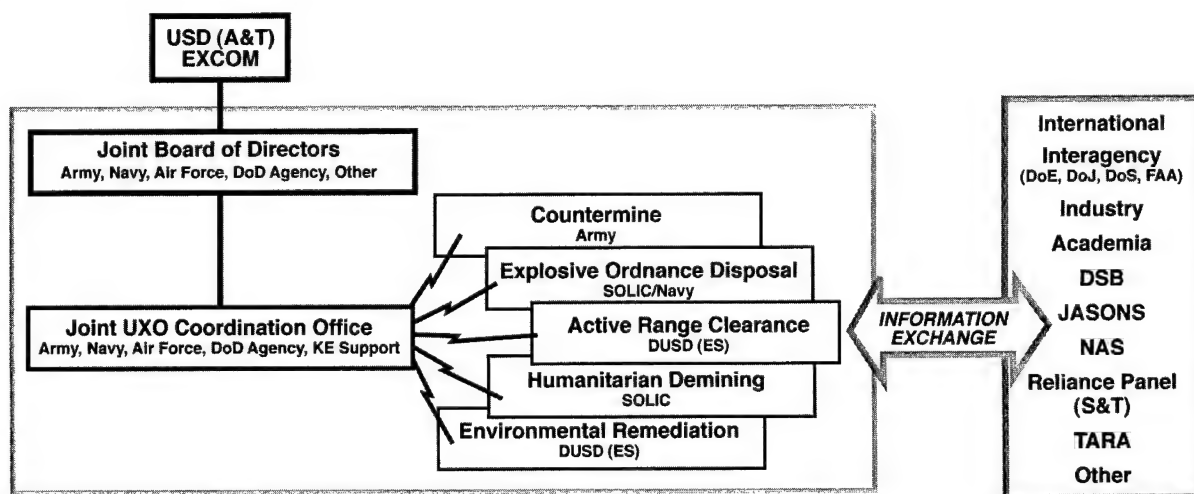 USD (A&T)
EXCOM
Joint Board of Directors
Army, Navy, Air Force, DoD Agency, Other
Joint UXO Coordination Office
Army, Navy, Air Force, DoD Agency, KE Support
Countermine
Army
Explosive Ordnance Disposal
SOLIC/Navy
Active Range Clearance
DUSD (ES)
Humanitarian Demining
SOLIC
Environmental Remediation
DUSD (ES)
INFORMATION
EXCHANGE
International
Interagency
(DoE, DoJ, DoS, FAA)
Industry
Academia
DSB
JASONS
NAS
Reliance Panel
(S&T)
TARA
Other